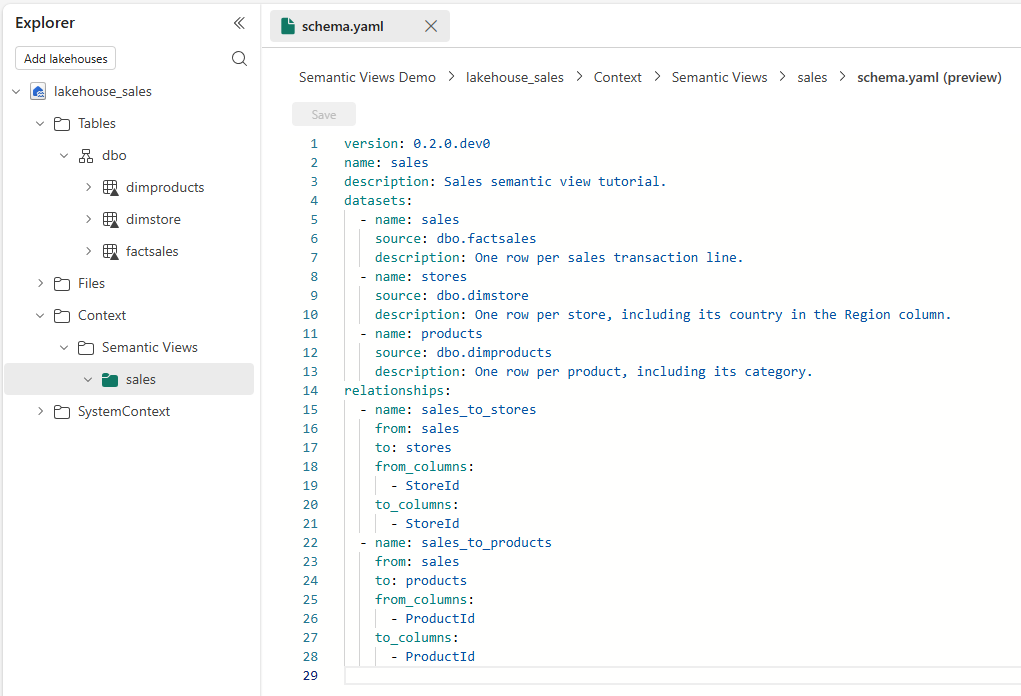 Explorer
Add lakehouses
lakehouse_sales
Tables
dbo
dimproducts
dimstore
factsales
Files
Context
Semantic Views
sales
SystemContext
schema.yaml
Semantic Views Demo > lakehouse_sales > Context > Semantic Views > sales > schema.yaml (preview)
Save
1 version: 0.2.0.dev0
2 name: sales
3 description: Sales semantic view tutorial.
4 datasets:
5   - name: sales
6     source: dbo.factsales
7     description: One row per sales transaction line.
8   - name: stores
9     source: dbo.dimstore
10     description: One row per store, including its country in the Region column.
11   - name: products
12     source: dbo.dimproducts
13     description: One row per product, including its category.
14 relationships:
15   - name: sales_to_stores
16     from: sales
17     to: stores
18     from_columns:
19       - StoreId
20     to_columns:
21       - StoreId
22   - name: sales_to_products
23     from: sales
24     to: products
25     from_columns:
26       - ProductId
27     to_columns:
28       - ProductId
29